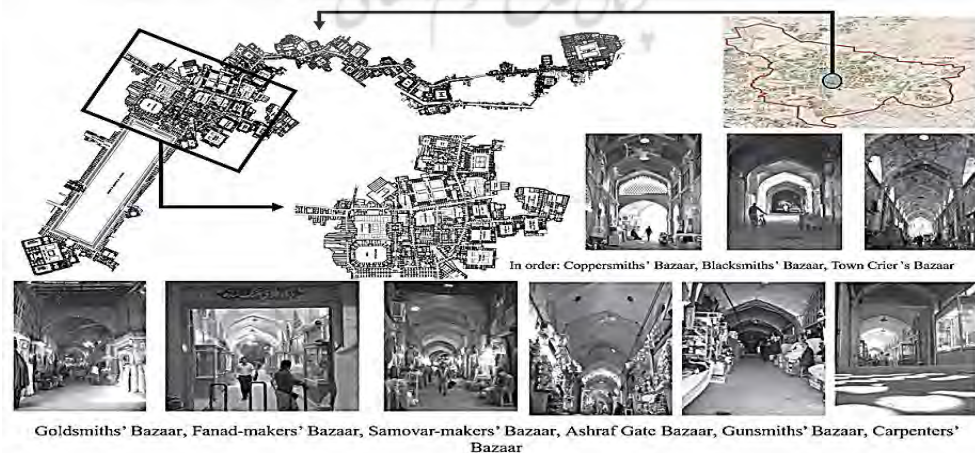 In order: Coppersmiths' Bazaar, Blacksmiths' Bazaar, Town Crier 's Bazaar
Goldsmiths' Bazaar, Fanad-makers' Bazaar, Samovar-makers' Bazaar, Ashraf Gate Bazaar, Gunsmiths' Bazaar, Carpenters'
Bazaar